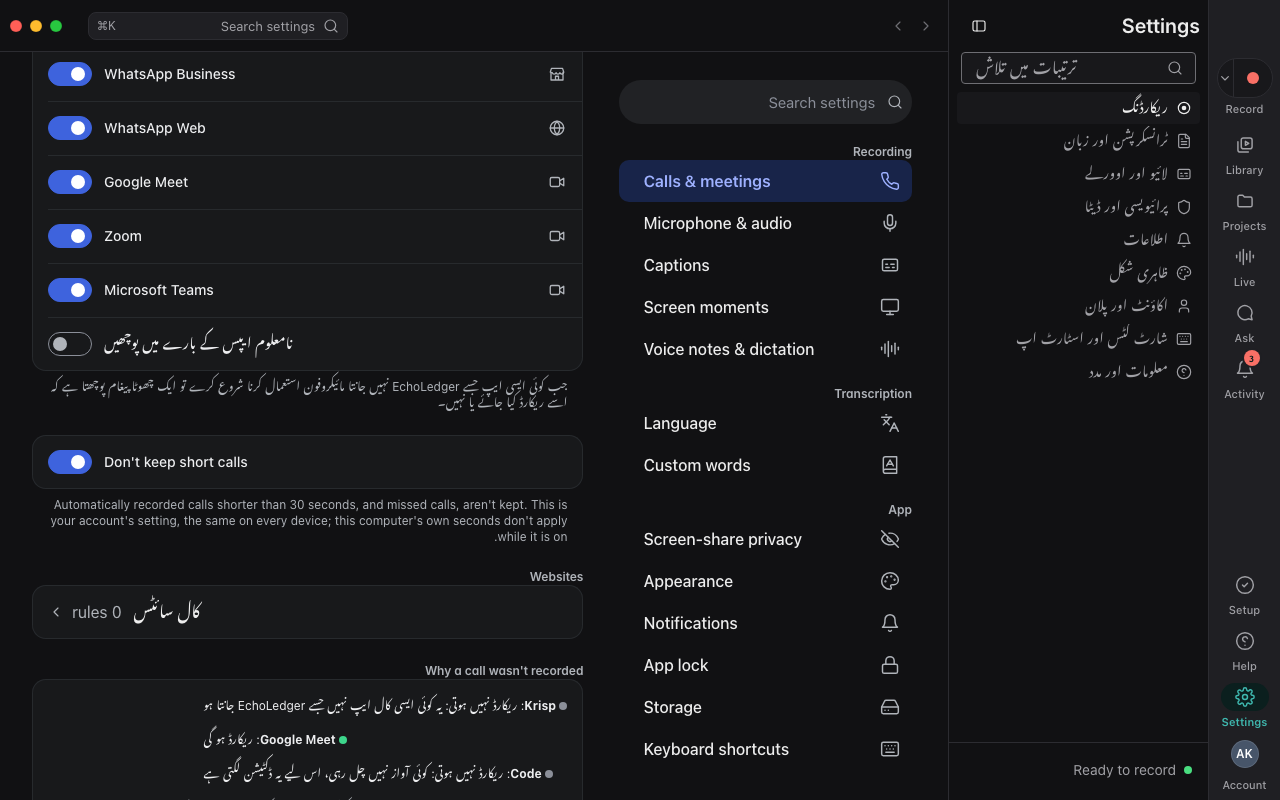 ⌘K
Search settings
Settings
ترتیبات میں تلاش
ریکارڈنگ
ٹرانسکرپشن اور زبان
لائیو اور اوورلے
پرائیویسی اور ڈیٹا
اطلاعات
ظاہری شکل
اکاؤنٹ اور پلان
شارٹ کٹس اور اسٹارٹ اپ
معلومات اور مدد
Ready to record
Record
Library
Projects
Live
Ask
3
Activity
Setup
Help
Settings
AK
Account
Search settings
Recording
Calls & meetings
Microphone & audio
Captions
Screen moments
Voice notes & dictation
Transcription
Language
Custom words
App
Screen-share privacy
Appearance
Notifications
App lock
Storage
Keyboard shortcuts
WhatsApp Business
WhatsApp Web
Google Meet
Zoom
Microsoft Teams
نامعلوم ایپس کے بارے میں پوچھیں
جب کوئی ایسی ایپ جسے EchoLedger نہیں جانتا مائیکروفون استعمال کرنا شروع کرے تو ایک چھوٹا پیغام پوچھتا ہے کہ
اسے ریکارڈ کیا جائے یا نہیں۔
Don't keep short calls
Automatically recorded calls shorter than 30 seconds, and missed calls, aren't kept. This is
your account's setting, the same on every device; this computer's own seconds don't apply
while it is on.
Websites
کال سائٹس
0 rules
Why a call wasn't recorded
Krisp: ریکارڈ نہیں ہوتی: یہ کوئی ایسی کال ایپ نہیں جسے EchoLedger جانتا ہو
Google Meet: ریکارڈ ہو گی
Code: ریکارڈ نہیں ہوتی: کوئی آواز نہیں چل رہی، اس لیے یہ ڈکٹیشن لگتی ہے